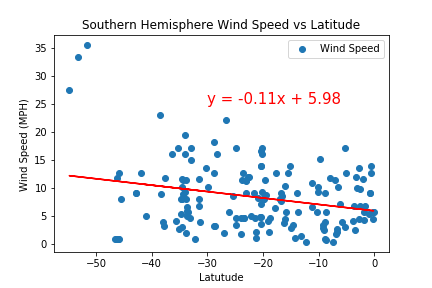 Southern Hemisphere Wind Speed vs Latitude
Wind Speed
y = -0.11x + 5.98
Wind Speed (MPH)
35
30
25
20
15
10
5
0
−50
−40
−30
−20
−10
0
Latutude